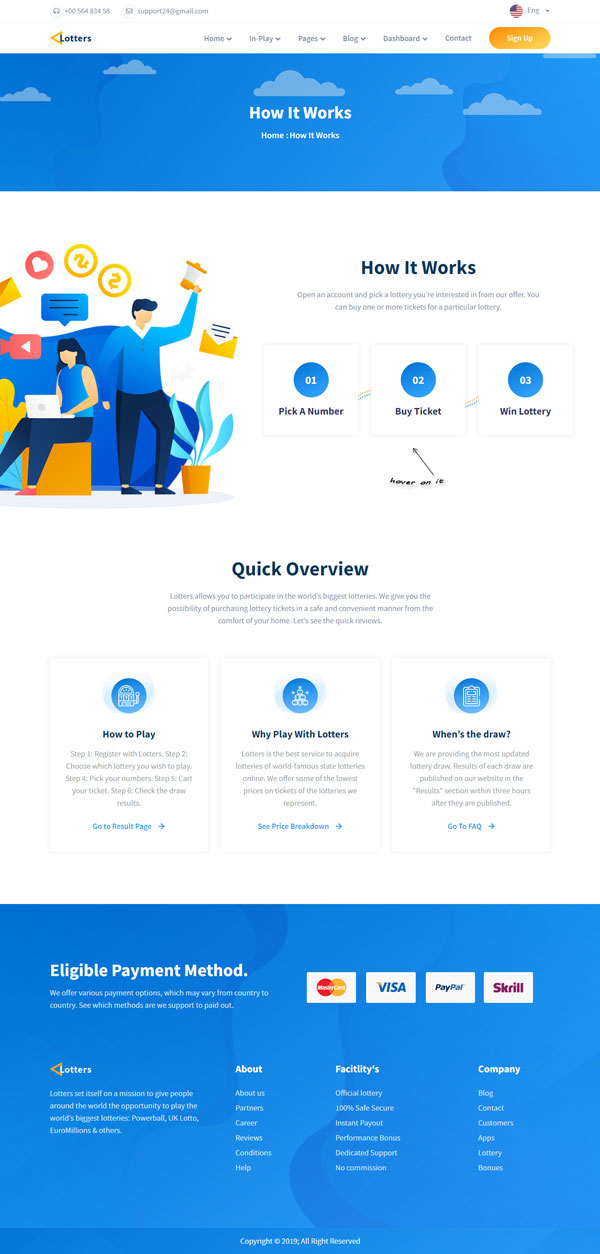 +00 564 834 58 support24@gmail.com Eng
Lotters Home In-Play Pages Blog Dashboard Contact Sign Up
How It Works
Home : How It Works
How It Works
Open an account and pick a lottery you're interested in from our offer. You
can buy one or more tickets for a particular lottery.
01 02 03
Pick A Number Buy Ticket Win Lottery
hover on it
Quick Overview
Lotters allows you to participate in the world's biggest lotteries. We give you the
possibility of purchasing lottery tickets in a safe and convenient manner from the
comfort of your home. Let's see the quick reviews.
How to Play
Step 1: Register with Lotters. Step 2:
Choose which lottery you wish to play.
Step 4: Pick your numbers. Step 5: Cart
your ticket. Step 6: Check the draw
results.
Go to Result Page
Why Play With Lotters
Lotters is the best service to acquire
lotteries of world-famous state lotteries
online. We offer some of the lowest
prices on tickets of the lotteries we
represent.
See Price Breakdown
When's the draw?
We are providing the most updated
lottery draw. Results of each draw are
published on our website in the
"Results" section within three hours
after they are published.
Go To FAQ
Eligible Payment Method.
We offer various payment options, which may vary from country to
country. See which methods are we support to paid out.
MasterCard VISA PayPal Skrill
Lotters
Lotters set itself on a mission to give people
around the world the opportunity to play the
world's biggest lotteries: Powerball, UK Lotto,
EuroMillions & others.
About
About us
Partners
Career
Reviews
Conditions
Help
Facitlity's
Official lottery
100% Safe Secure
Instant Payout
Performance Bonus
Dedicated Support
No commission
Company
Blog
Contact
Customers
Apps
Lottery
Bonues
Copyright © 2019; All Right Reserved